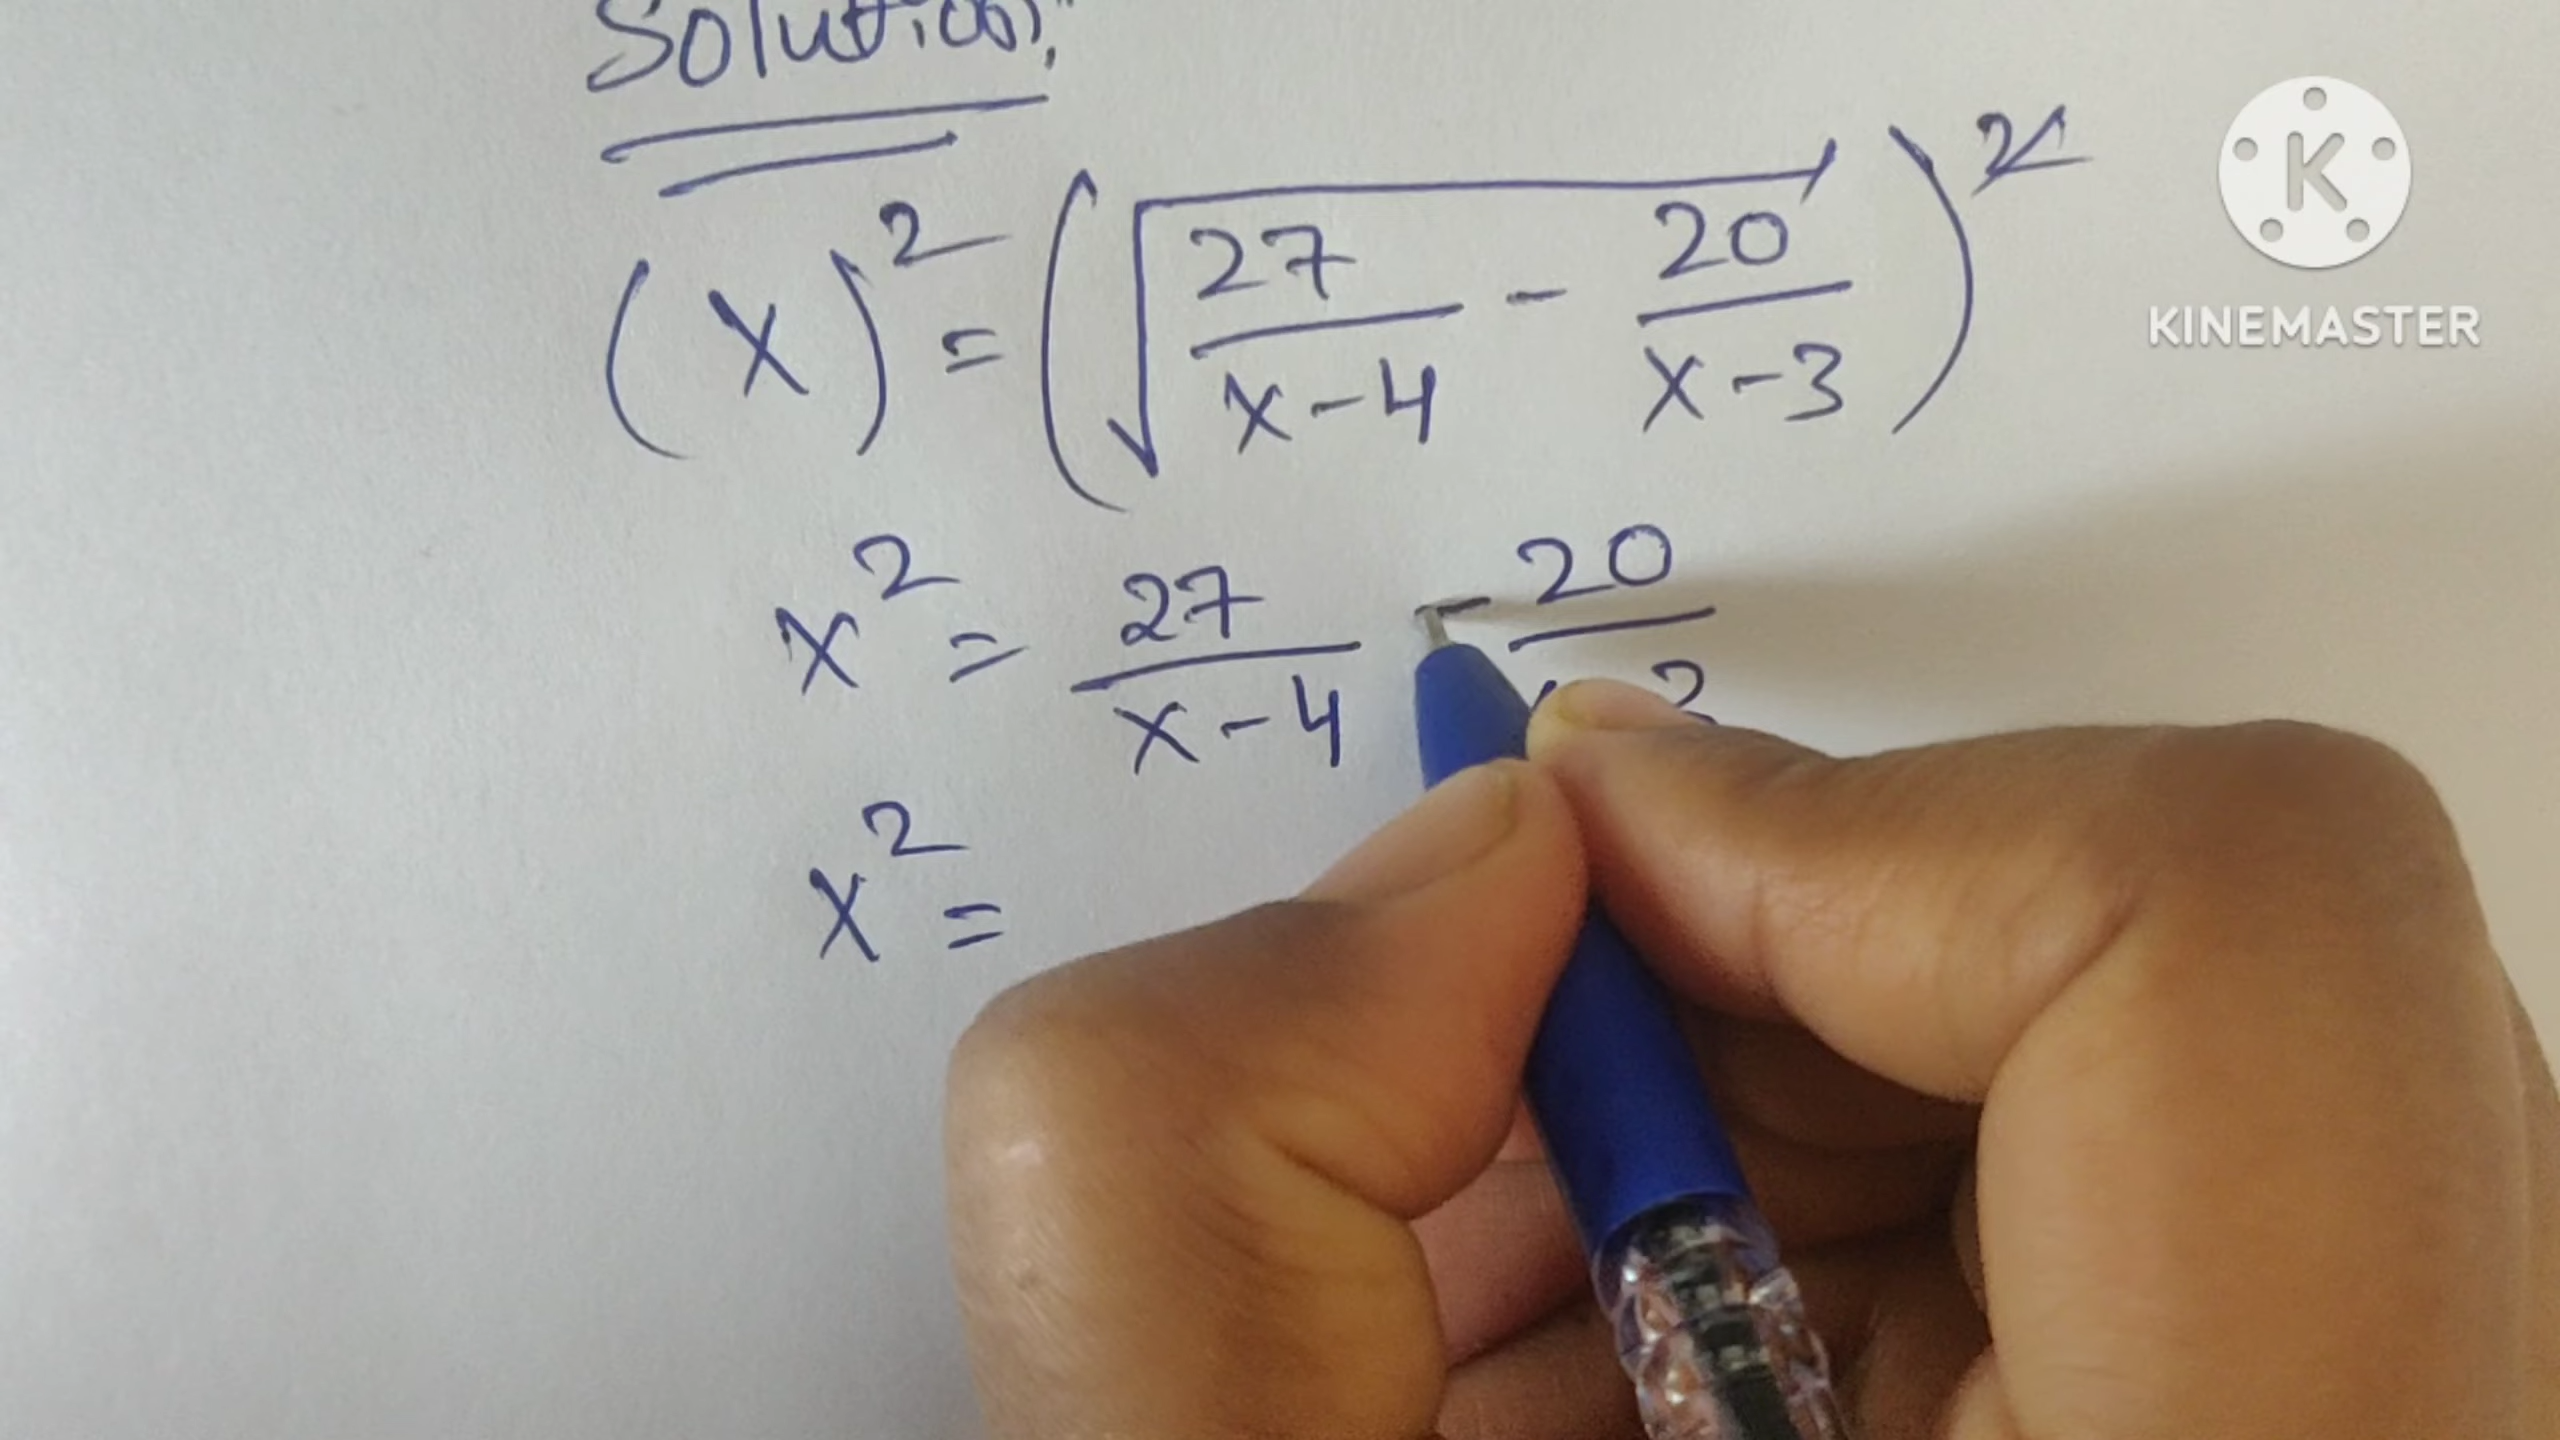 Solution:
(x)² = (√(27/(x-4) - 20/(x-3)))²
K
KINEMASTER
x² = 27/(x-4) - 20/
x² =